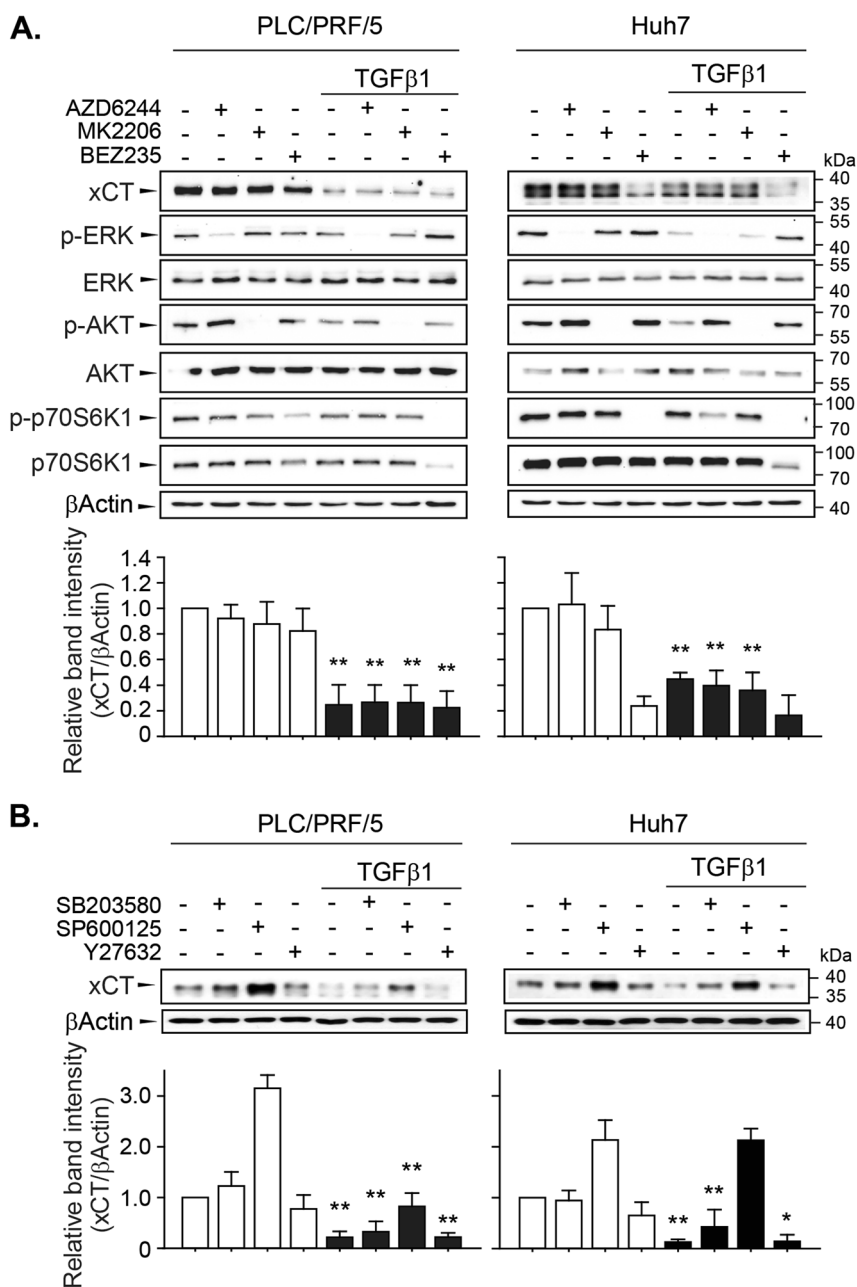 A.
PLC/PRF/5 Huh7
TGFβ1 TGFβ1
AZD6244 - + - - - + - - - + - - - + - -
MK2206 - - + - - - + - - - + - - - + -
BEZ235 - - - + - - - + - - - + - - - +
kDa
xCT 40 35
p-ERK 55 40
ERK 55 40
p-AKT 70 55
AKT 70 55
p-p70S6K1 100 70
p70S6K1 100 70
βActin 40
Relative band intensity
(xCT/βActin)
1.4
1.2
1.0
0.8
0.6
0.4
0.2
0
** ** ** ** ** ** **
B.
PLC/PRF/5 Huh7
TGFβ1 TGFβ1
SB203580 - + - - - + - - - + - - - + - -
SP600125 - - + - - - + - - - + - - - + -
Y27632 - - - + - - - + - - - + - - - +
kDa
xCT 40 35
βActin 40
Relative band intensity
(xCT/βActin)
3.0
2.0
1.0
0
** ** ** ** ** ** *